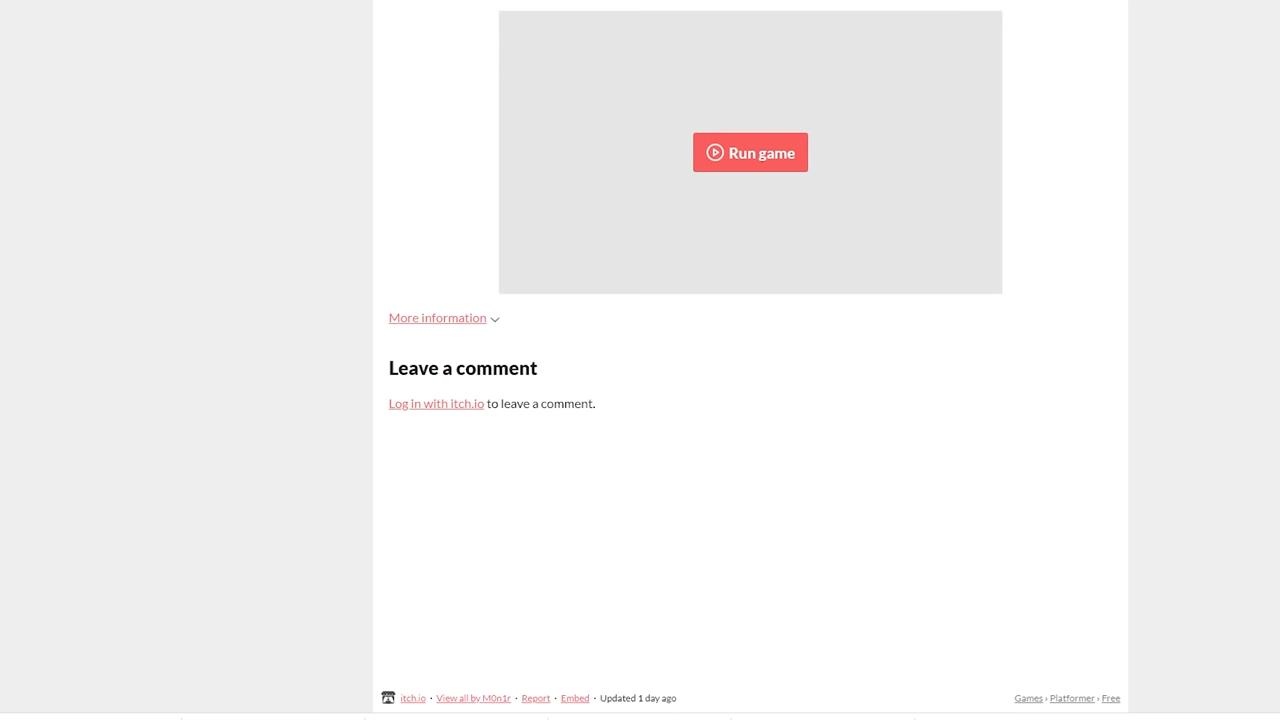 Run game
More information
Leave a comment
Log in with itch.io to leave a comment.
itch.io · View all by M0n1r · Report · Embed · Updated 1 day ago
Games › Platformer › Free